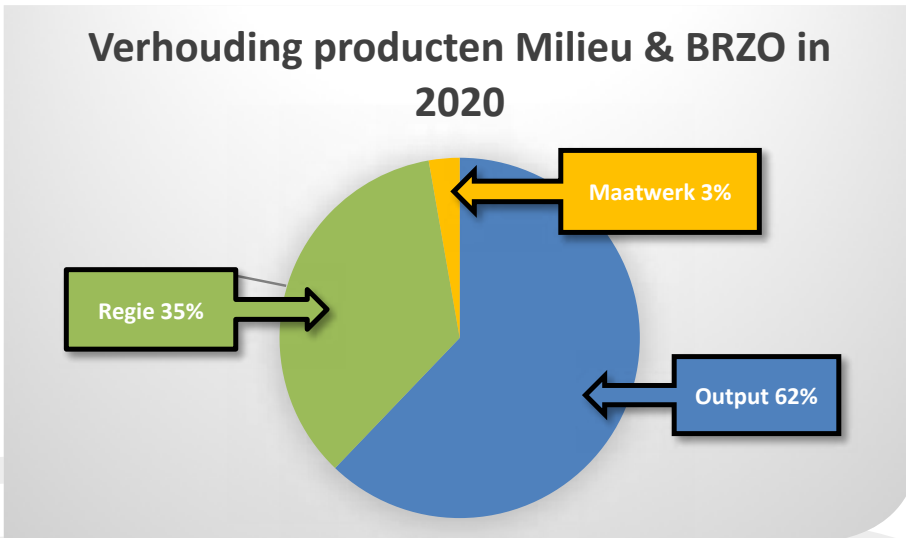 Verhouding producten Milieu & BRZO in
2020
Maatwerk 3%
Regie 35%
Output 62%